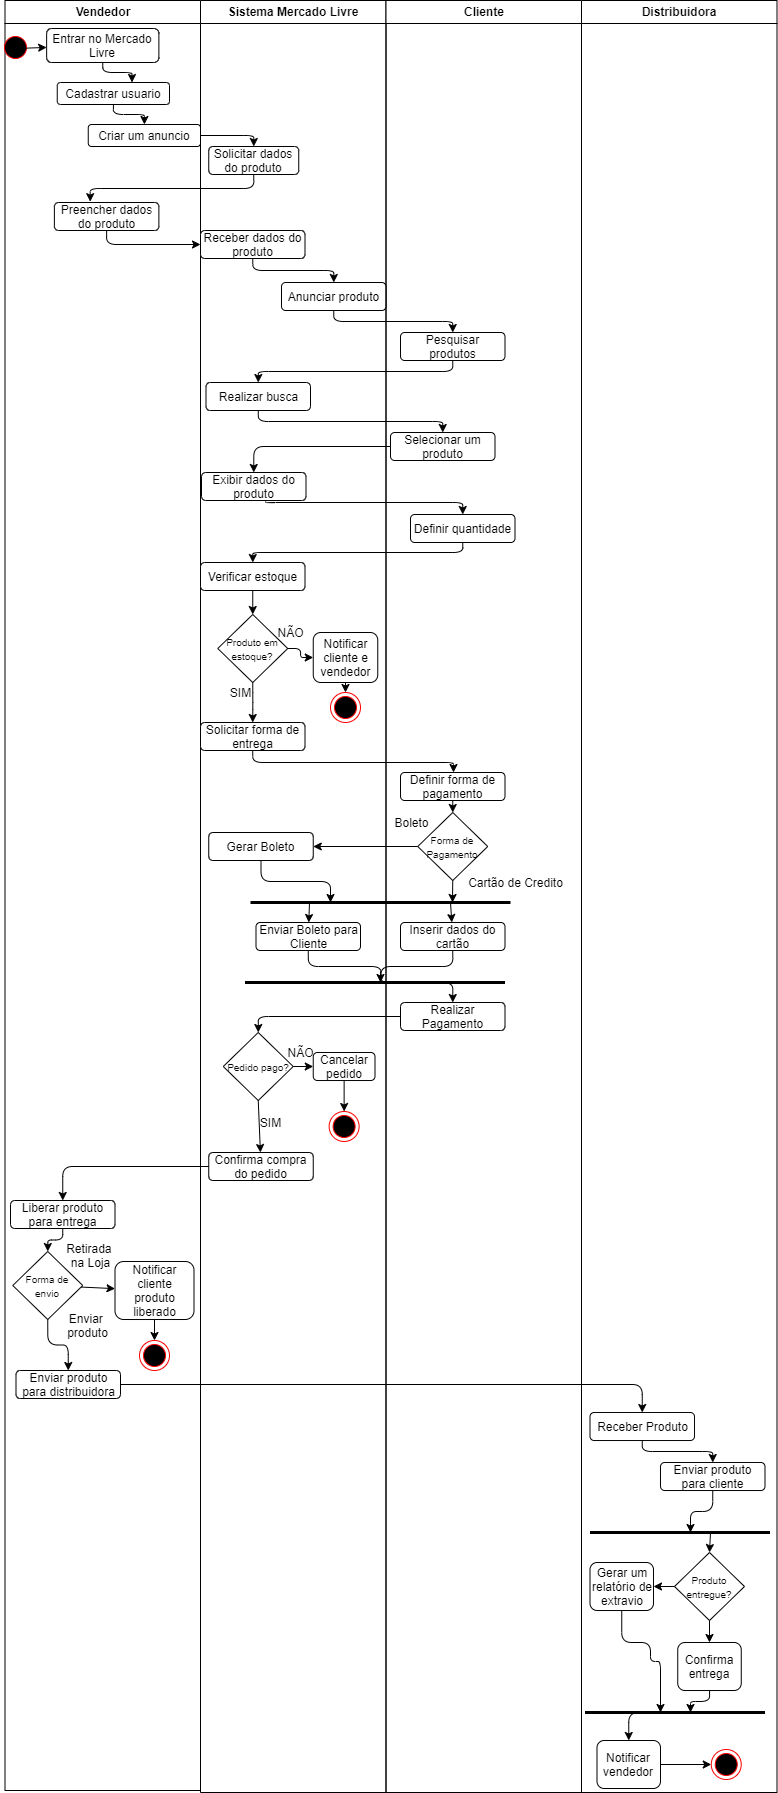 Vendedor
Sistema Mercado Livre
Cliente
Distribuidora
Entrar no Mercado
Livre
Cadastrar usuario
Criar um anuncio
Solicitar dados
do produto
Preencher dados
do produto
Receber dados do
produto
Anunciar produto
Pesquisar
produtos
Realizar busca
Selecionar um
produto
Exibir dados do
produto
Definir quantidade
Verificar estoque
Produto em
estoque?
NÃO
Notificar
cliente e
vendedor
SIM
Solicitar forma de
entrega
Definir forma de
pagamento
Boleto
Forma de
Pagamento
Gerar Boleto
Cartão de Credito
Enviar Boleto para
Cliente
Inserir dados do
cartão
Realizar
Pagamento
Pedido pago?
NÃO
Cancelar
pedido
SIM
Confirma compra
do pedido
Liberar produto
para entrega
Retirada
na Loja
Forma de
envio
Notificar
cliente
produto
liberado
Enviar
produto
Enviar produto
para distribuidora
Receber Produto
Enviar produto
para cliente
Produto
entregue?
Gerar um
relatório de
extravio
Confirma
entrega
Notificar
vendedor